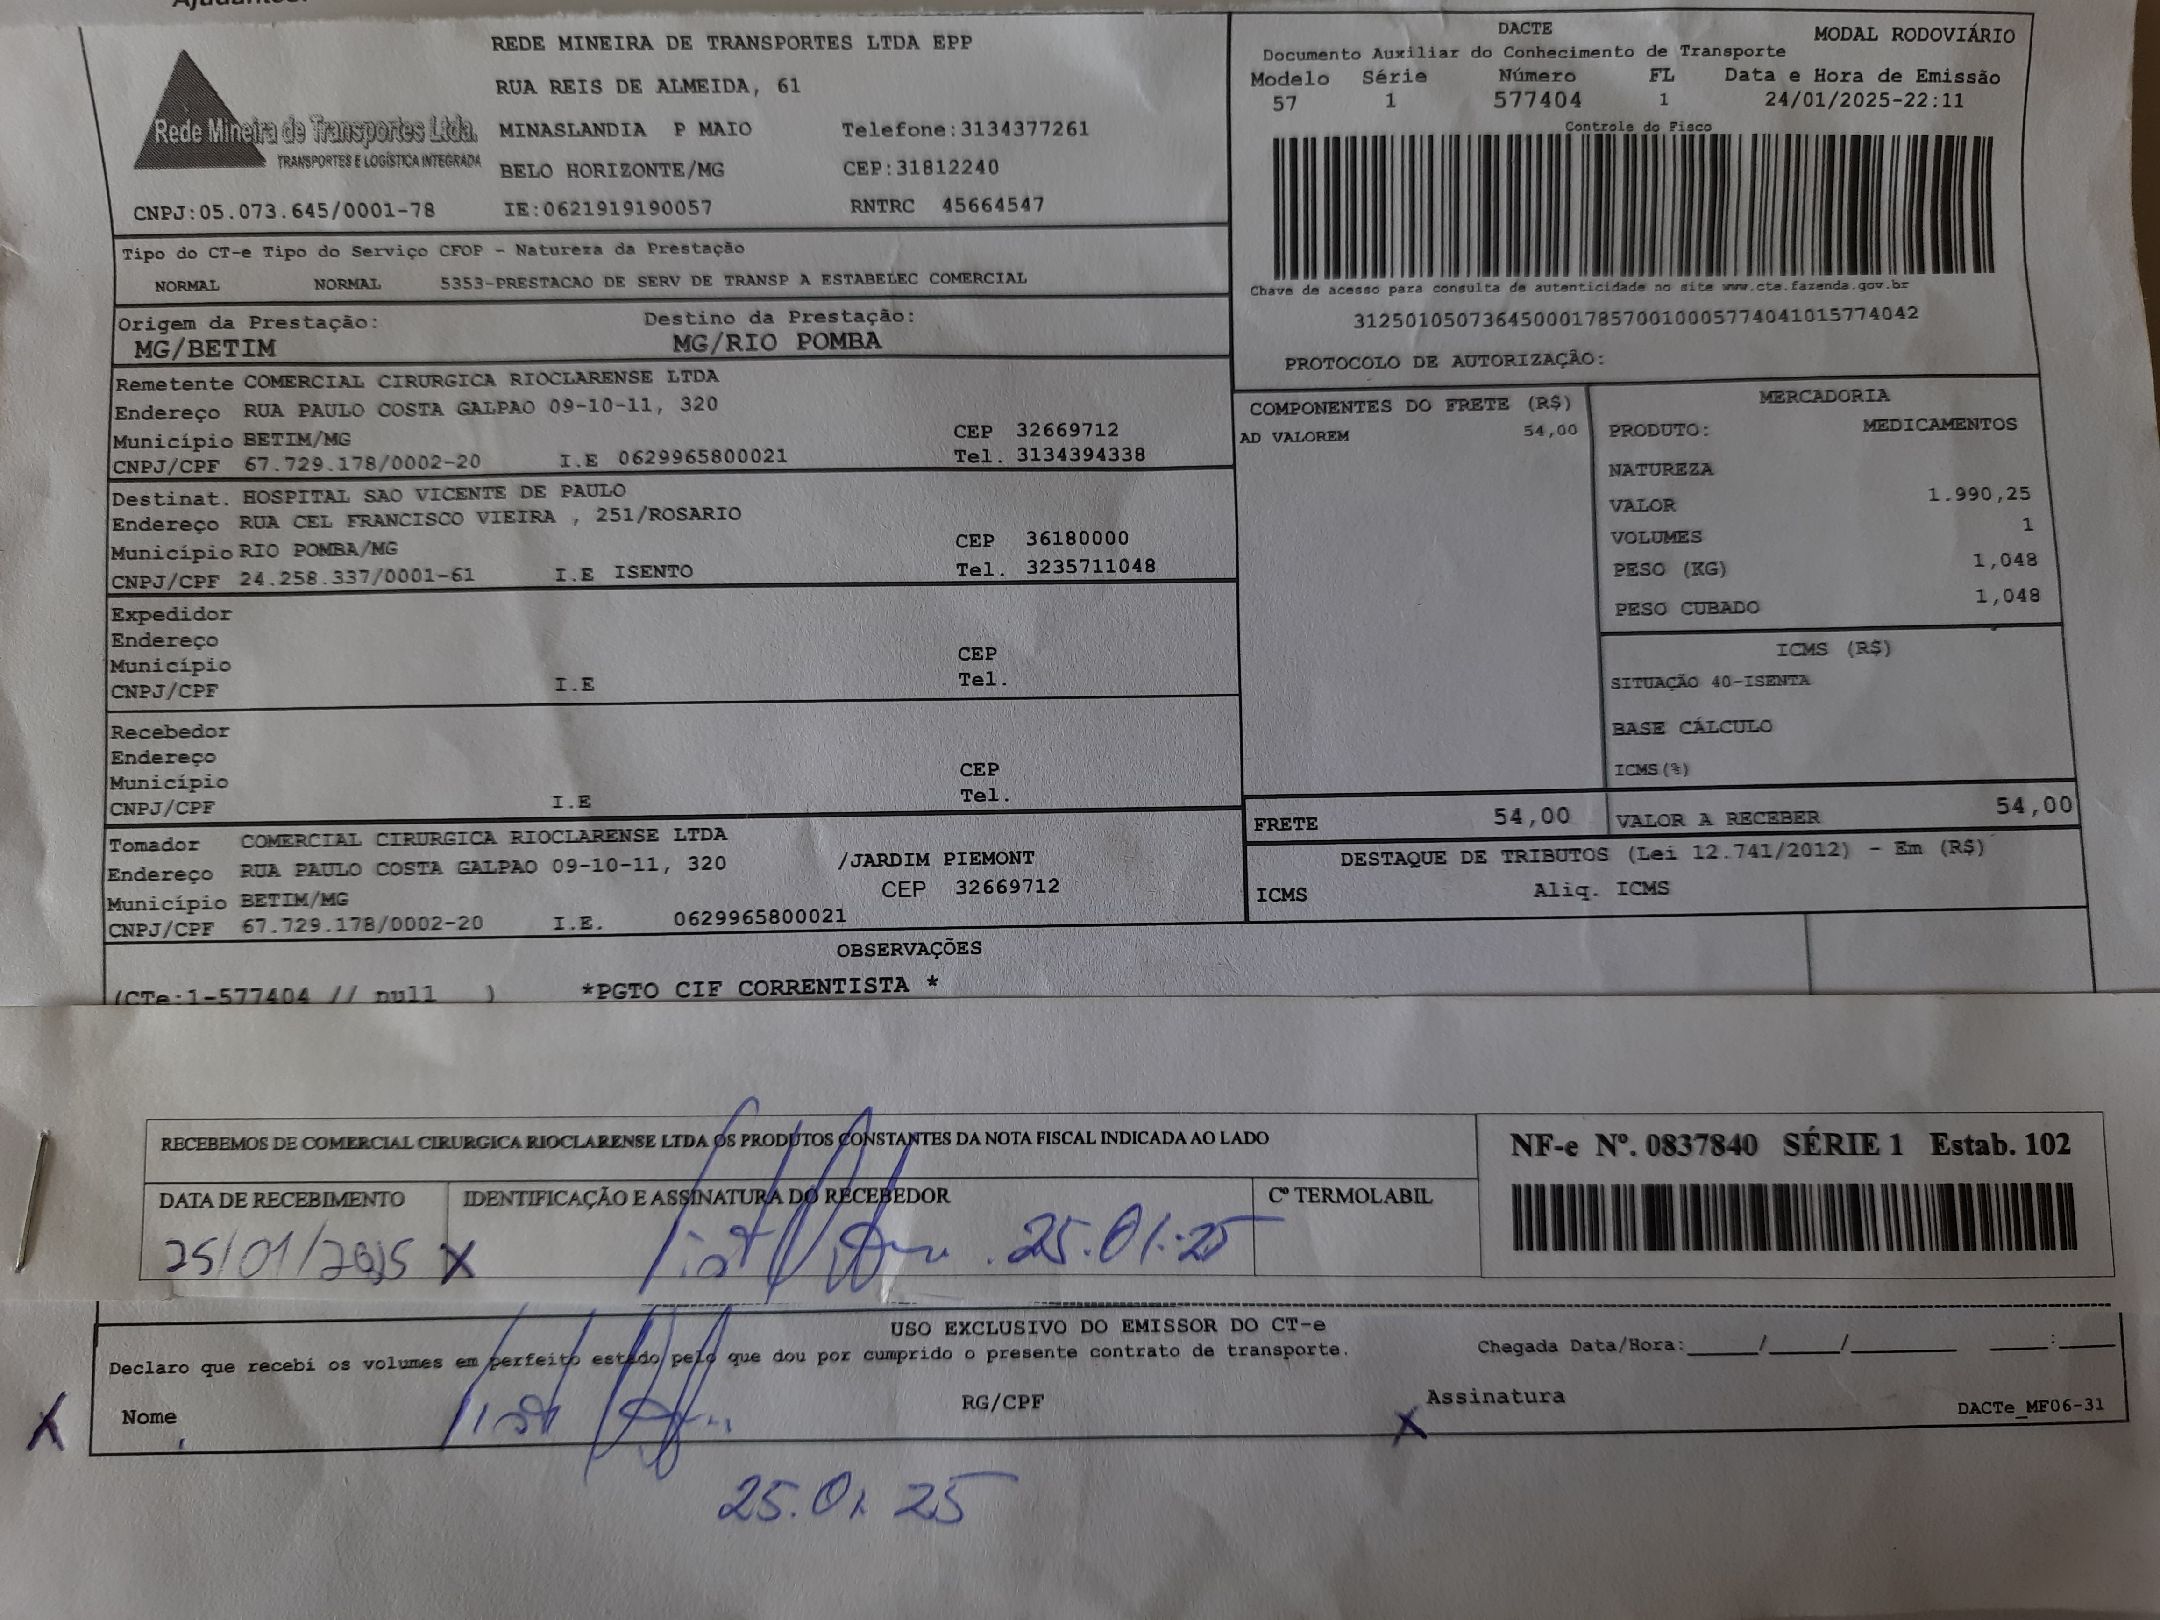 Ajudantes:
Rede Mineira de Transportes Ltda.
TRANSPORTES E LOGÍSTICA INTEGRADA
REDE MINEIRA DE TRANSPORTES LTDA EPP
RUA REIS DE ALMEIDA, 61
MINASLANDIA P MAIO Telefone:3134377261
BELO HORIZONTE/MG CEP:31812240
CNPJ:05.073.645/0001-78 IE:0621919190057 RNTRC 45664547
DACTE MODAL RODOVIÁRIO
Documento Auxiliar do Conhecimento de Transporte
Modelo Série Número FL Data e Hora de Emissão
57 1 577404 1 24/01/2025-22:11
Controle do Fisco
Chave de acesso para consulta de autenticidade no site www.cte.fazenda.gov.br
31250105073645000178570010005774041015774042
PROTOCOLO DE AUTORIZAÇÃO:
Tipo do CT-e Tipo do Serviço CFOP - Natureza da Prestação
NORMAL NORMAL 5353-PRESTACAO DE SERV DE TRANSP A ESTABELEC COMERCIAL
Origem da Prestação: Destino da Prestação:
MG/BETIM MG/RIO POMBA
Remetente COMERCIAL CIRURGICA RIOCLARENSE LTDA
Endereço RUA PAULO COSTA GALPAO 09-10-11, 320
Município BETIM/MG CEP 32669712
CNPJ/CPF 67.729.178/0002-20 I.E 0629965800021 Tel. 3134394338
Destinat. HOSPITAL SAO VICENTE DE PAULO
Endereço RUA CEL FRANCISCO VIEIRA , 251/ROSARIO
Município RIO POMBA/MG CEP 36180000
CNPJ/CPF 24.258.337/0001-61 I.E ISENTO Tel. 3235711048
Expedidor
Endereço
Município CEP
CNPJ/CPF I.E Tel.
Recebedor
Endereço
Município CEP
CNPJ/CPF I.E Tel.
Tomador COMERCIAL CIRURGICA RIOCLARENSE LTDA
Endereço RUA PAULO COSTA GALPAO 09-10-11, 320 /JARDIM PIEMONT
Município BETIM/MG CEP 32669712
CNPJ/CPF 67.729.178/0002-20 I.E. 0629965800021
COMPONENTES DO FRETE (R$)
AD VALOREM 54,00
MERCADORIA
PRODUTO: MEDICAMENTOS
NATUREZA
VALOR 1.990,25
VOLUMES 1
PESO (KG) 1,048
PESO CUBADO 1,048
ICMS (R$)
SITUAÇÃO 40-ISENTA
BASE CÁLCULO
ICMS(%)
FRETE 54,00 VALOR A RECEBER 54,00
DESTAQUE DE TRIBUTOS (Lei 12.741/2012) - Em (R$)
ICMS Aliq. ICMS
OBSERVAÇÕES
(CTe:1-577404 // null ) *PGTO CIF CORRENTISTA *
RECEBEMOS DE COMERCIAL CIRURGICA RIOCLARENSE LTDA OS PRODUTOS CONSTANTES DA NOTA FISCAL INDICADA AO LADO
NF-e Nº. 0837840 SÉRIE 1 Estab. 102
DATA DE RECEBIMENTO IDENTIFICAÇÃO E ASSINATURA DO RECEBEDOR Cº TERMOLABIL
25/01/2025 X 25.01.25
USO EXCLUSIVO DO EMISSOR DO CT-e
Declaro que recebi os volumes em perfeito estado pelo que dou por cumprido o presente contrato de transporte. Chegada Data/Hora:____/____/______ ____:____
X Nome RG/CPF X Assinatura
DACTe_MF06-31
25.01.25